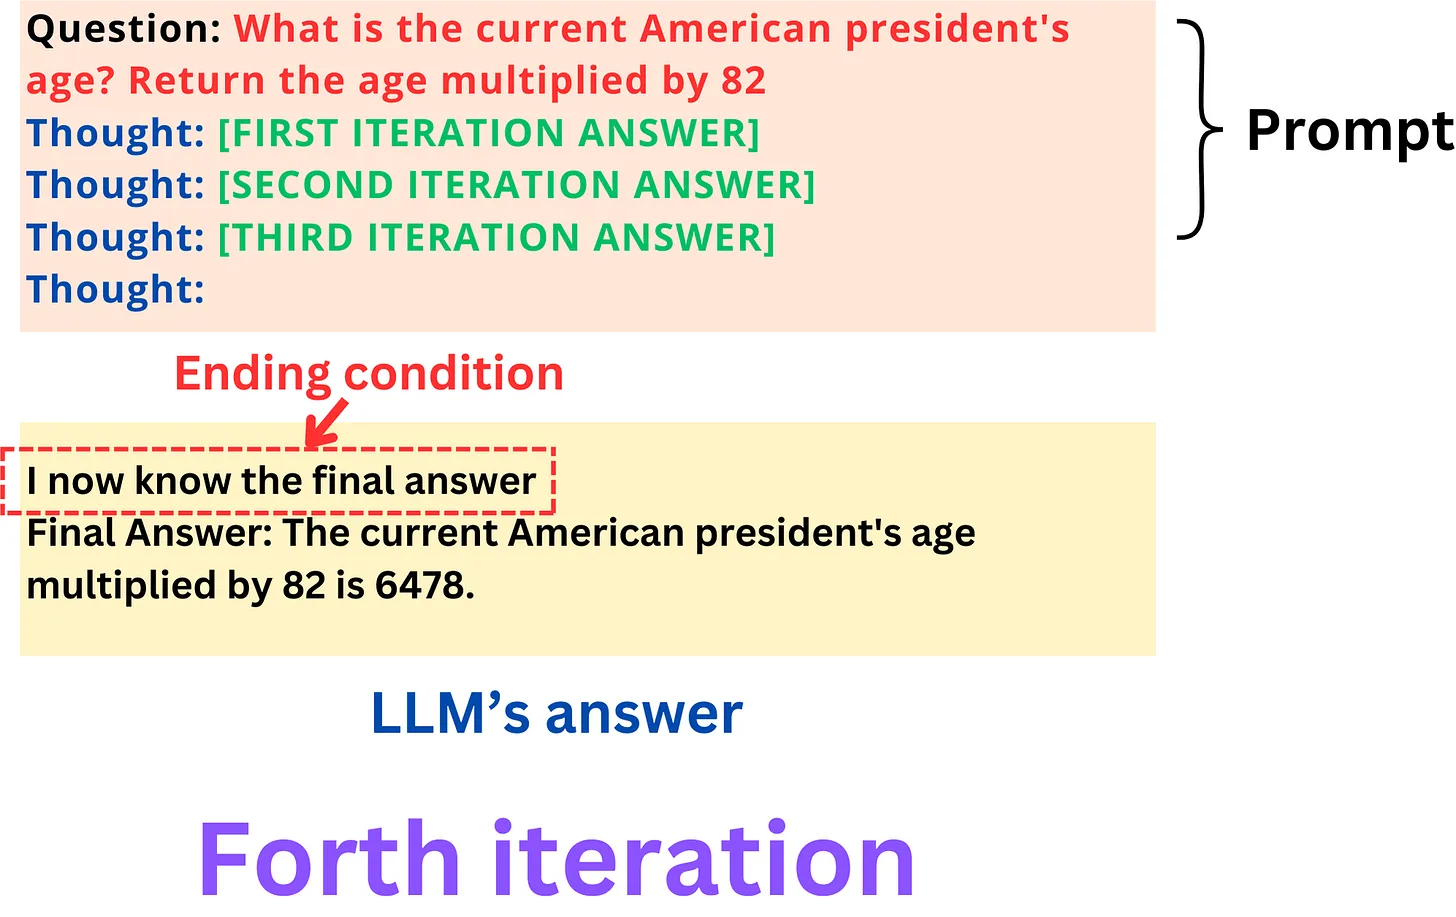 Question: What is the current American president's
age? Return the age multiplied by 82
Thought: [FIRST ITERATION ANSWER]
Thought: [SECOND ITERATION ANSWER]
Thought: [THIRD ITERATION ANSWER]
Thought:
Prompt
Ending condition
I now know the final answer
Final Answer: The current American president's age
multiplied by 82 is 6478.
LLM’s answer
Forth iteration